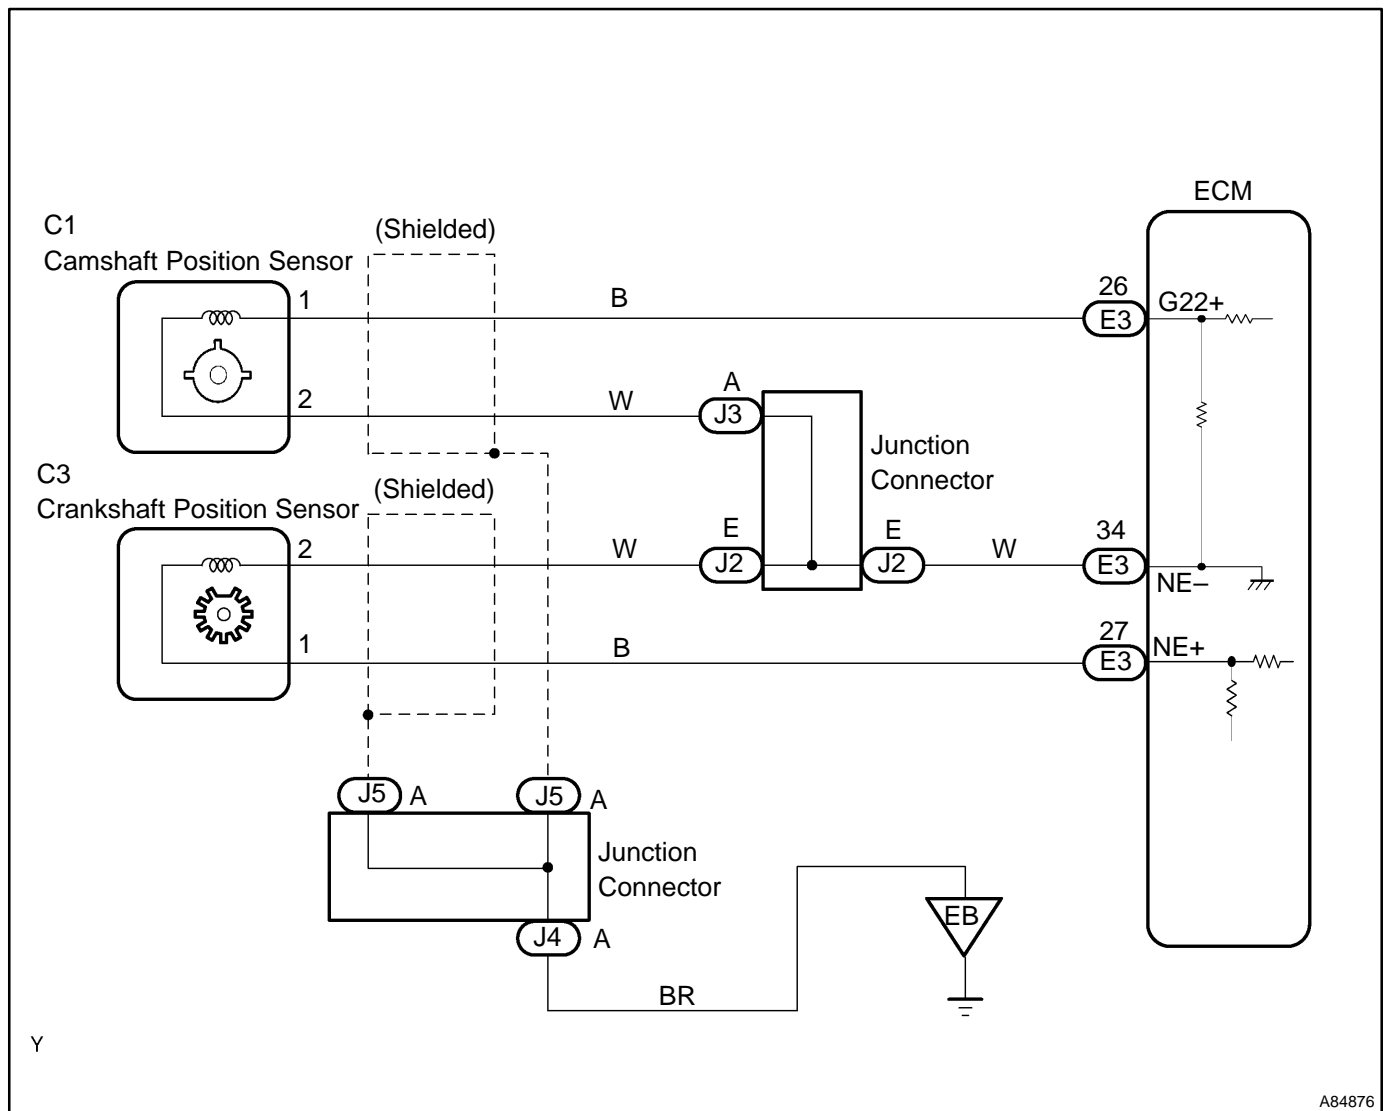 ECM
C1
Camshaft Position Sensor
(Shielded)
1
B
26
E3
G22+
2
W
A
J3
Junction
Connector
C3
Crankshaft Position Sensor
(Shielded)
2
W
E
J2
E
J2
W
34
E3
NE–
1
B
27
E3
NE+
J5
A
J5
A
Junction
Connector
J4
A
EB
BR
Y
A84876